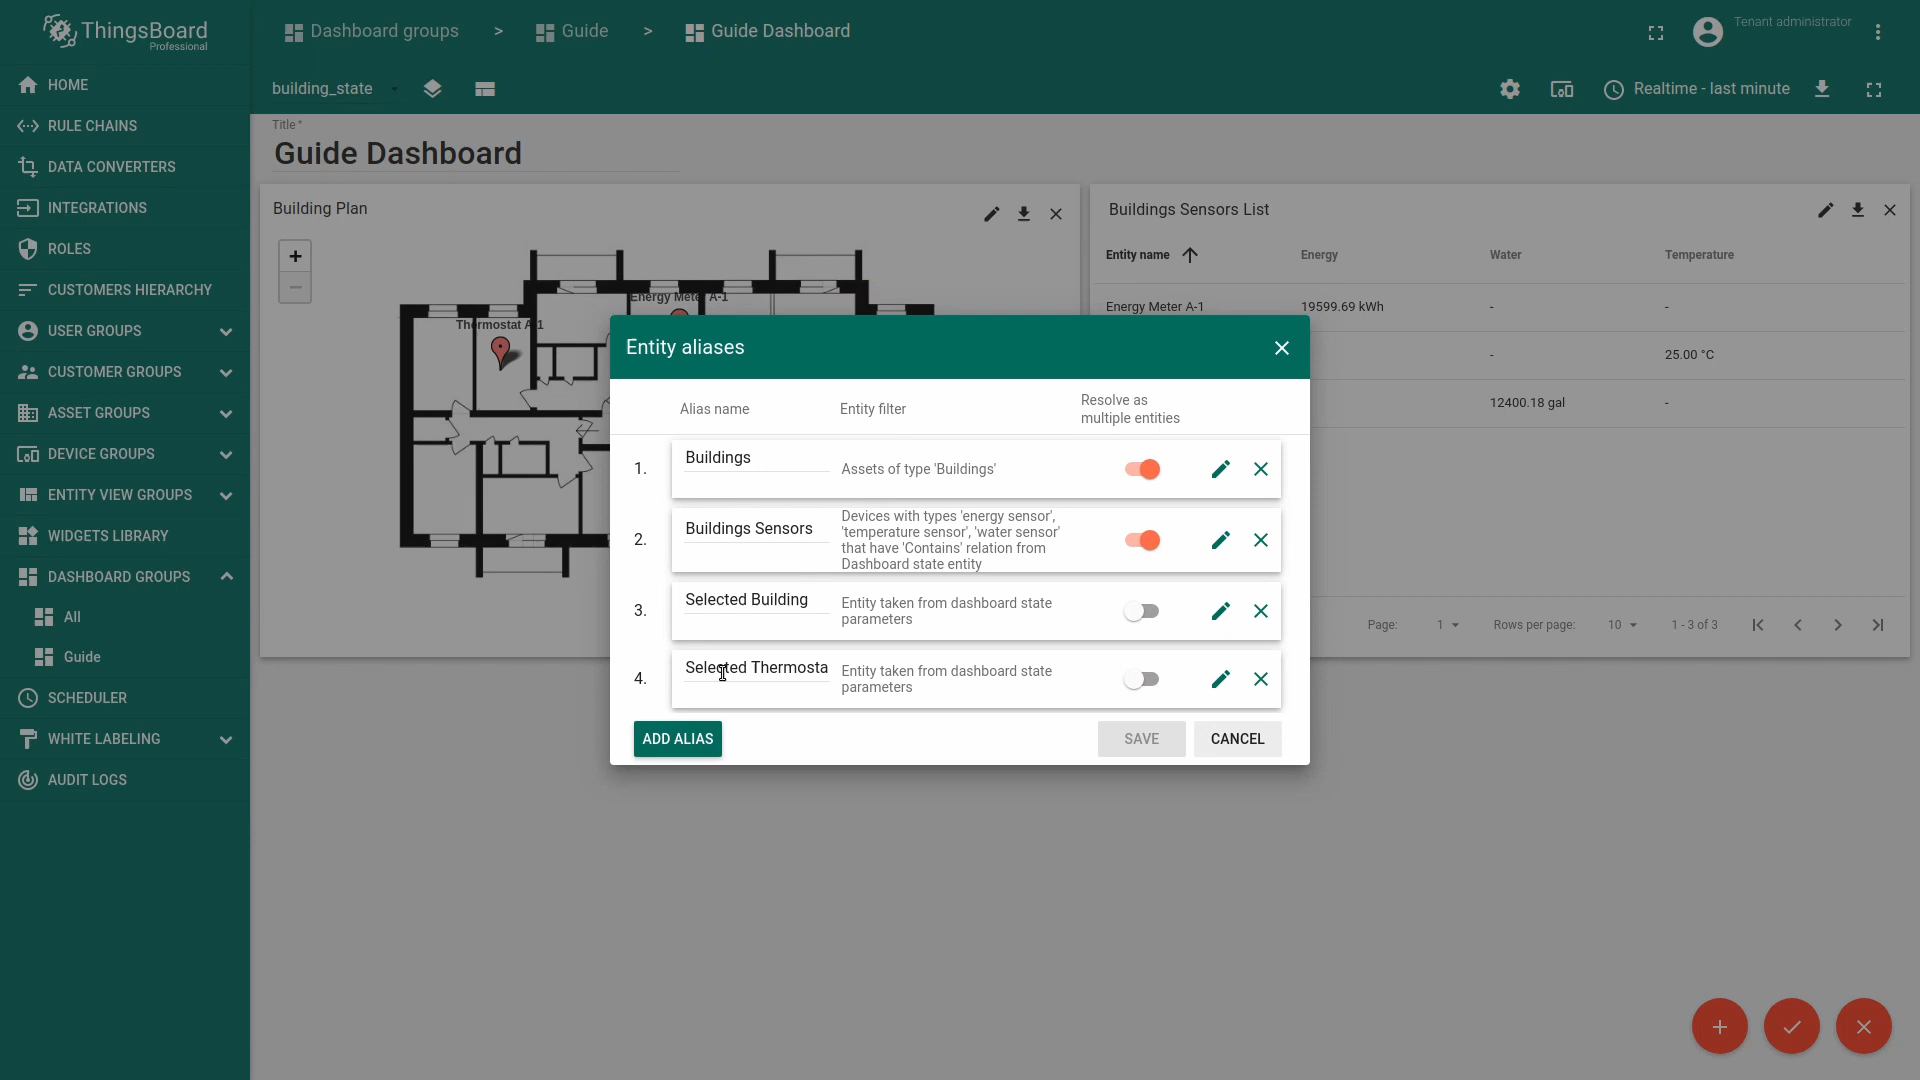 ThingsBoard
Professional
Dashboard groups > Guide > Guide Dashboard
Tenant administrator
building_state
Realtime - last minute
HOME
RULE CHAINS
DATA CONVERTERS
INTEGRATIONS
ROLES
CUSTOMERS HIERARCHY
USER GROUPS
CUSTOMER GROUPS
ASSET GROUPS
DEVICE GROUPS
ENTITY VIEW GROUPS
WIDGETS LIBRARY
DASHBOARD GROUPS
All
Guide
SCHEDULER
WHITE LABELING
AUDIT LOGS
Title *
Guide Dashboard
Building Plan
+
−
Energy Meter A-1
Thermostat A-1
Buildings Sensors List
Entity name Energy Water Temperature
Energy Meter A-1 19599.69 kWh - -
- 25.00 °C
12400.18 gal -
Page: 1 Rows per page: 10 1 - 3 of 3
Entity aliases
Alias name Entity filter Resolve as
multiple entities
1. Buildings Assets of type 'Buildings'
2. Buildings Sensors Devices with types 'energy sensor',
'temperature sensor', 'water sensor'
that have 'Contains' relation from
Dashboard state entity
3. Selected Building Entity taken from dashboard state
parameters
4. Selected Thermosta Entity taken from dashboard state
parameters
ADD ALIAS SAVE CANCEL